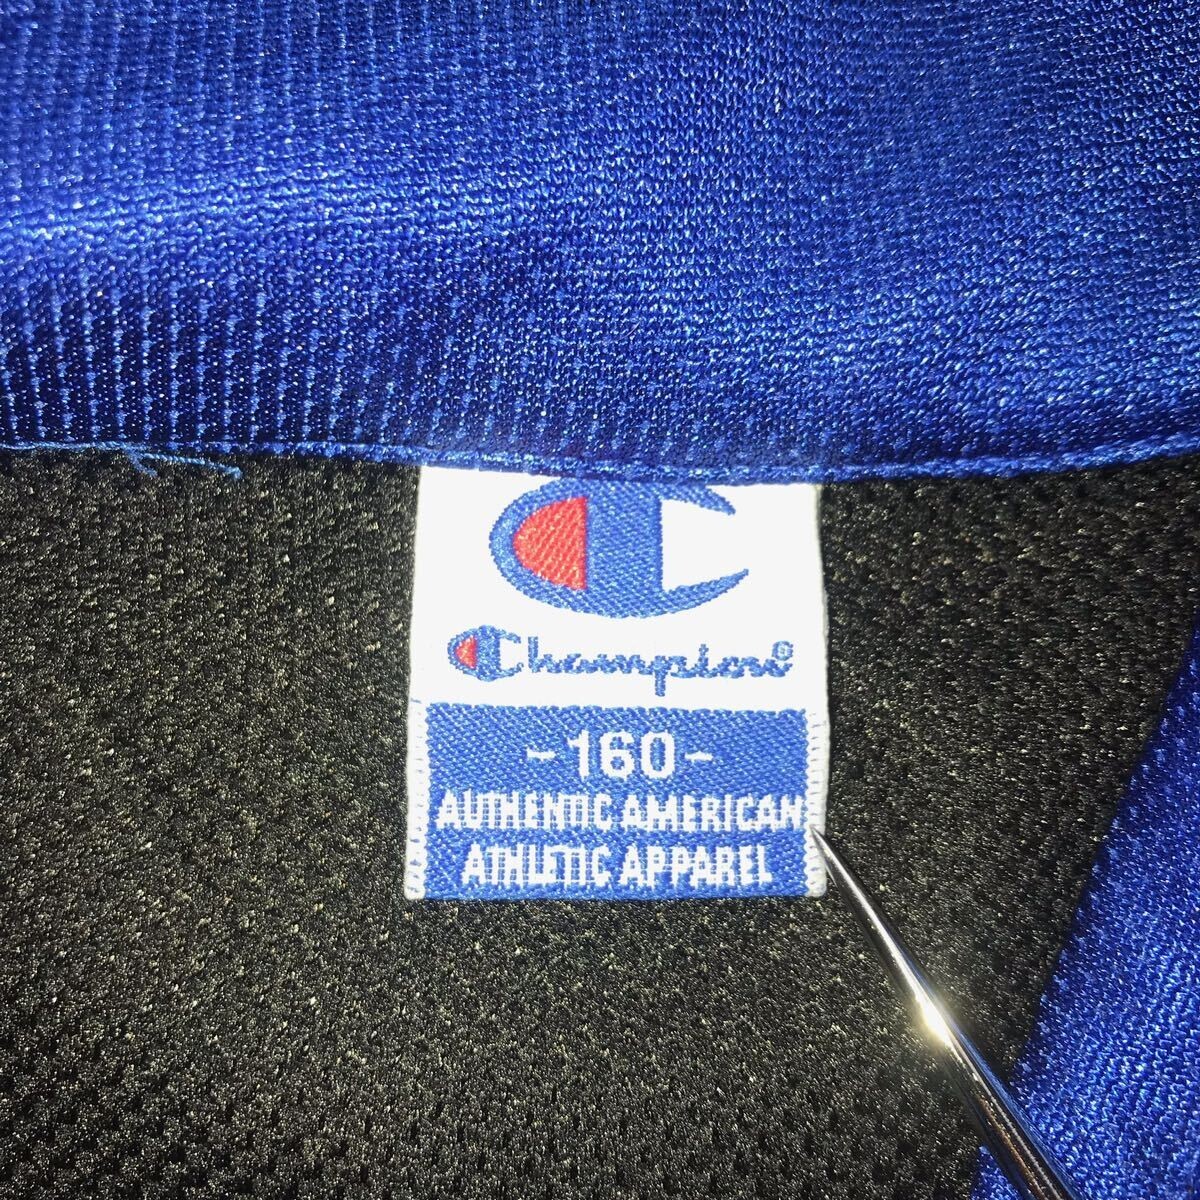 Champion®
-160-
AUTHENTIC AMERICAN
ATHLETIC APPAREL